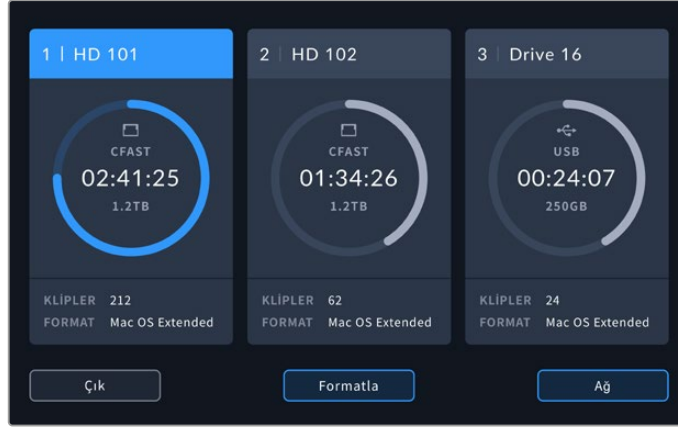 1 | HD 101
CFAST
02:41:25
1.2TB
KLİPLER 212
FORMAT Mac OS Extended
2 | HD 102
CFAST
01:34:26
1.2TB
KLİPLER 62
FORMAT Mac OS Extended
3 | Drive 16
USB
00:24:07
250GB
KLİPLER 24
FORMAT Mac OS Extended
Çık
Formatla
Ağ